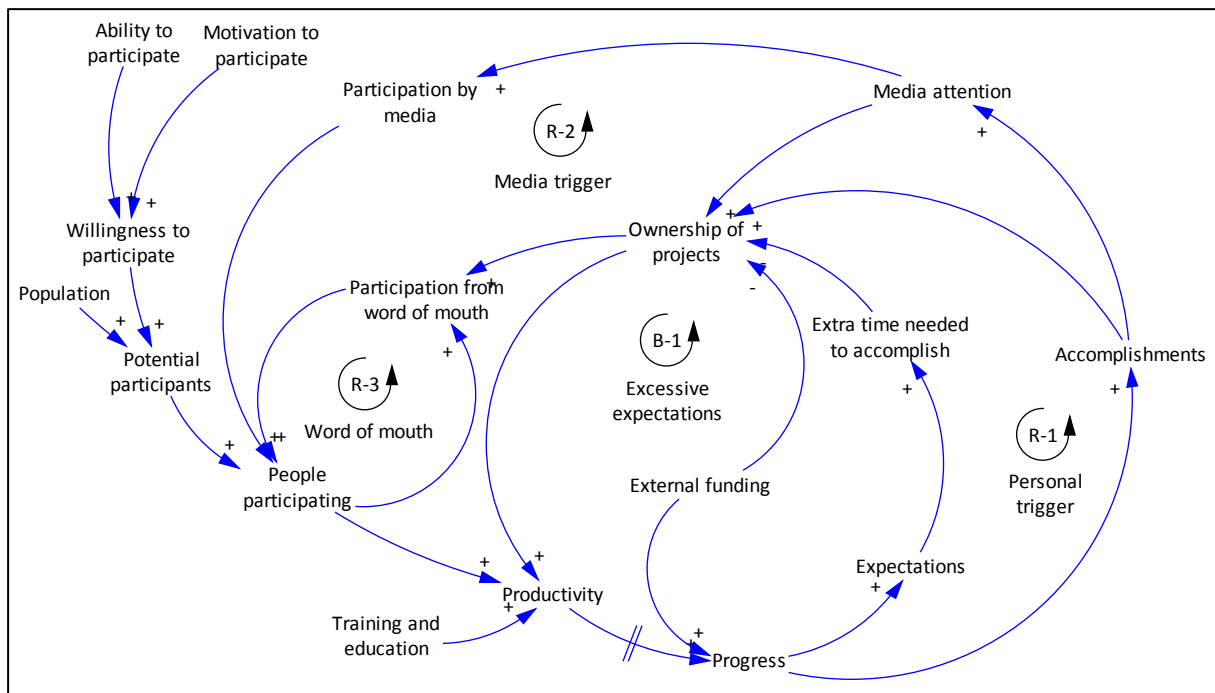 Ability to
participate
Motivation to
participate
Participation by
media
Media attention
+
R-2
+
Media trigger
+
+
Willingness to
participate
Ownership of
projects
+
+
-
-
Population
Participation from
word of mouth
+
+
+
Potential
participants
+
B-1
Extra time needed
to accomplish
Accomplishments
R-3
Excessive
expectations
+
+
Word of mouth
R-1
Personal
trigger
+
++
People
participating
External funding
+
+
Productivity
+
Expectations
+
Training and
education
+
+
Progress